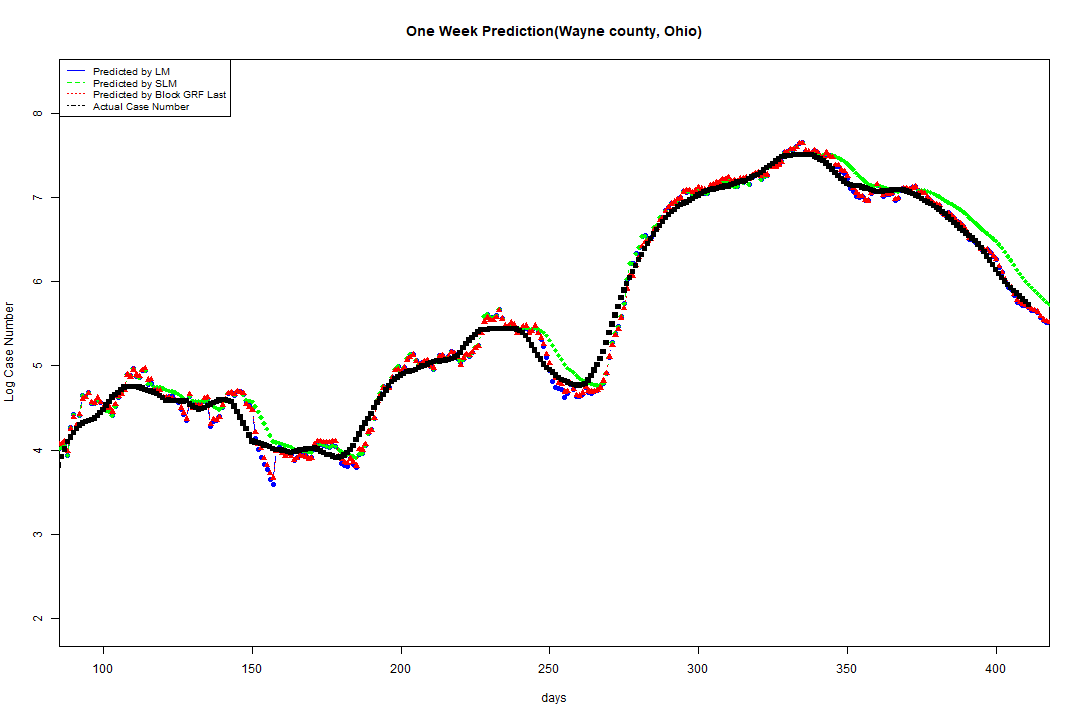 One Week Prediction(Wayne county, Ohio)
Predicted by LM
Predicted by SLM
Predicted by Block GRF Last
Actual Case Number
8
7
6
5
4
3
2
Log Case Number
100 150 200 250 300 350 400
days